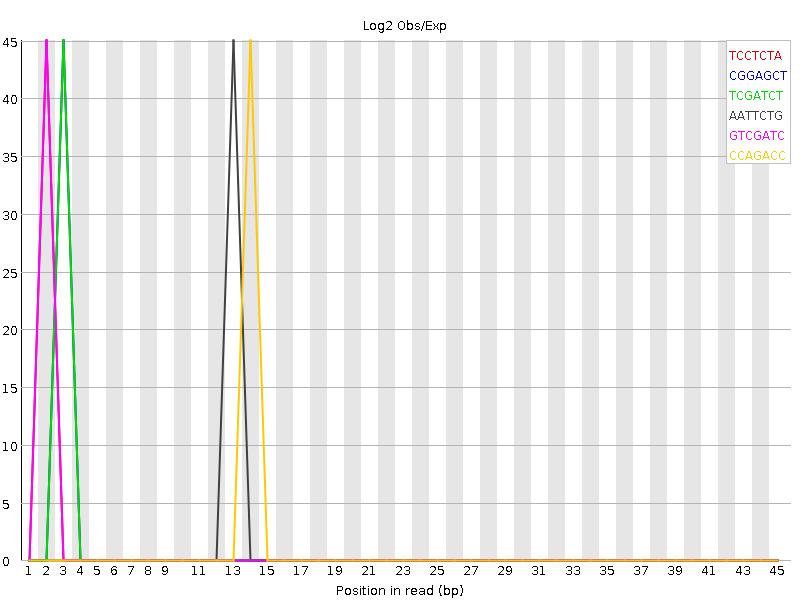 Log2 Obs/Exp
45
40
35
30
25
20
15
10
5
0
TCCTCTA
CGGAGCT
TCGATCT
AATTCTG
GTCGATC
CCAGACC
1 2 3 4 5 6 7 8 9 11 13 15 17 19 21 23 25 27 29 31 33 35 37 39 41 43 45
Position in read (bp)